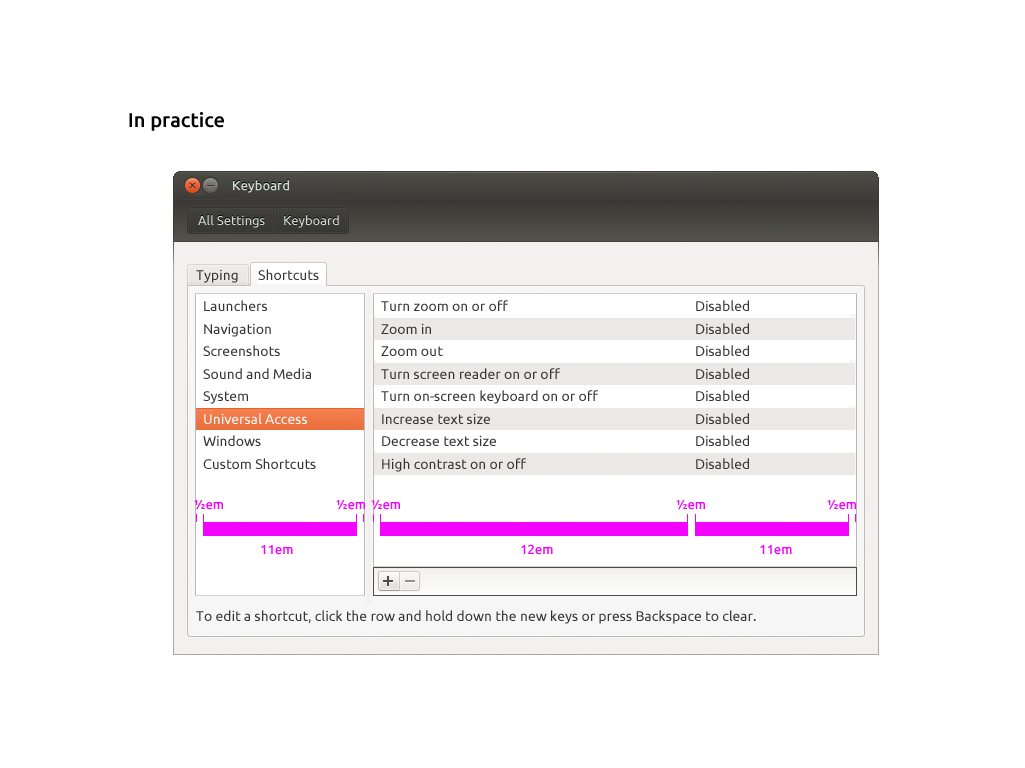 In practice
Keyboard
All Settings Keyboard
Typing Shortcuts
Launchers
Navigation
Screenshots
Sound and Media
System
Universal Access
Windows
Custom Shortcuts
½em ½em
11em
Turn zoom on or off Disabled
Zoom in Disabled
Zoom out Disabled
Turn screen reader on or off Disabled
Turn on-screen keyboard on or off Disabled
Increase text size Disabled
Decrease text size Disabled
High contrast on or off Disabled
½em ½em ½em
12em 11em
To edit a shortcut, click the row and hold down the new keys or press Backspace to clear.